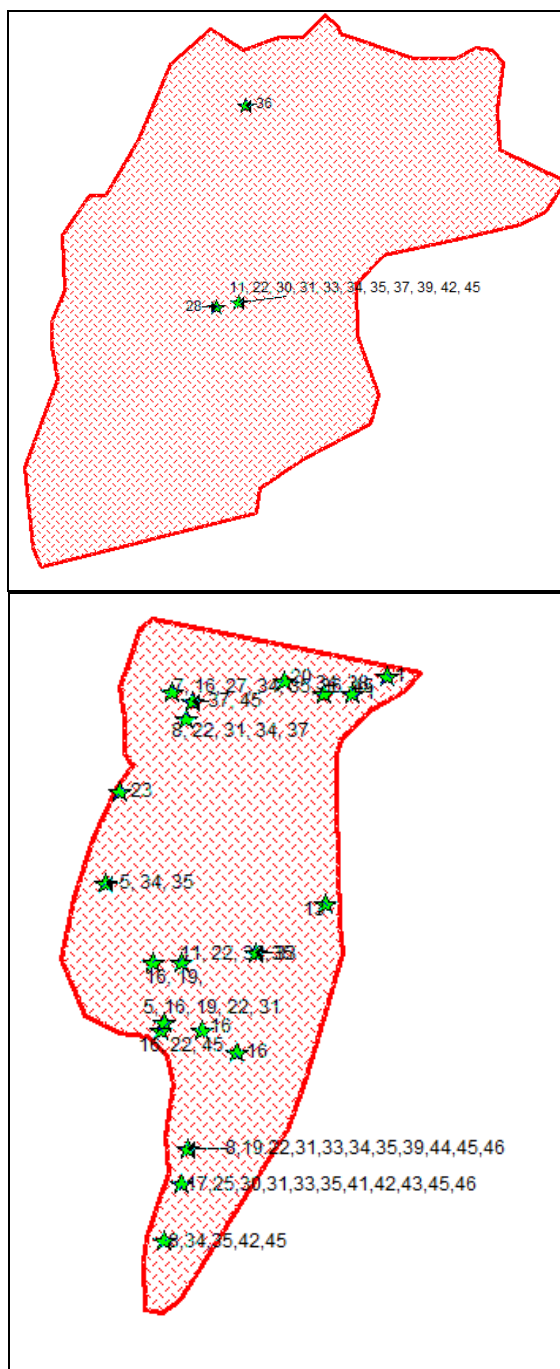 36
11, 22, 30, 31, 33, 34, 35, 37, 39, 42, 45
28
20
7, 16, 27, 34,
37, 45
8, 22, 31, 34, 37
23
5, 34, 35
11, 22,
16, 19,
5, 16, 19, 22, 31
16
16, 22, 45
16
8,19,22,31,33,34,35,39,44,45,46
17,25,30,31,33,35,41,42,43,45,46
8,34,35,42,45